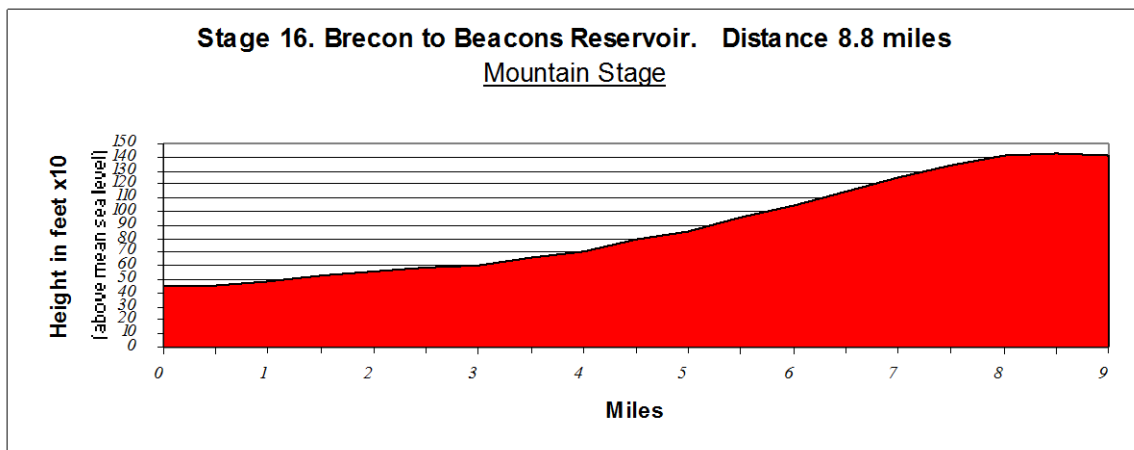 Stage 16. Brecon to Beacons Reservoir. Distance 8.8 miles
Mountain Stage
Height in feet x10
(above mean sea level)
150
140
130
120
110
100
90
80
70
60
50
40
30
20
10
0
0 1 2 3 4 5 6 7 8 9
Miles